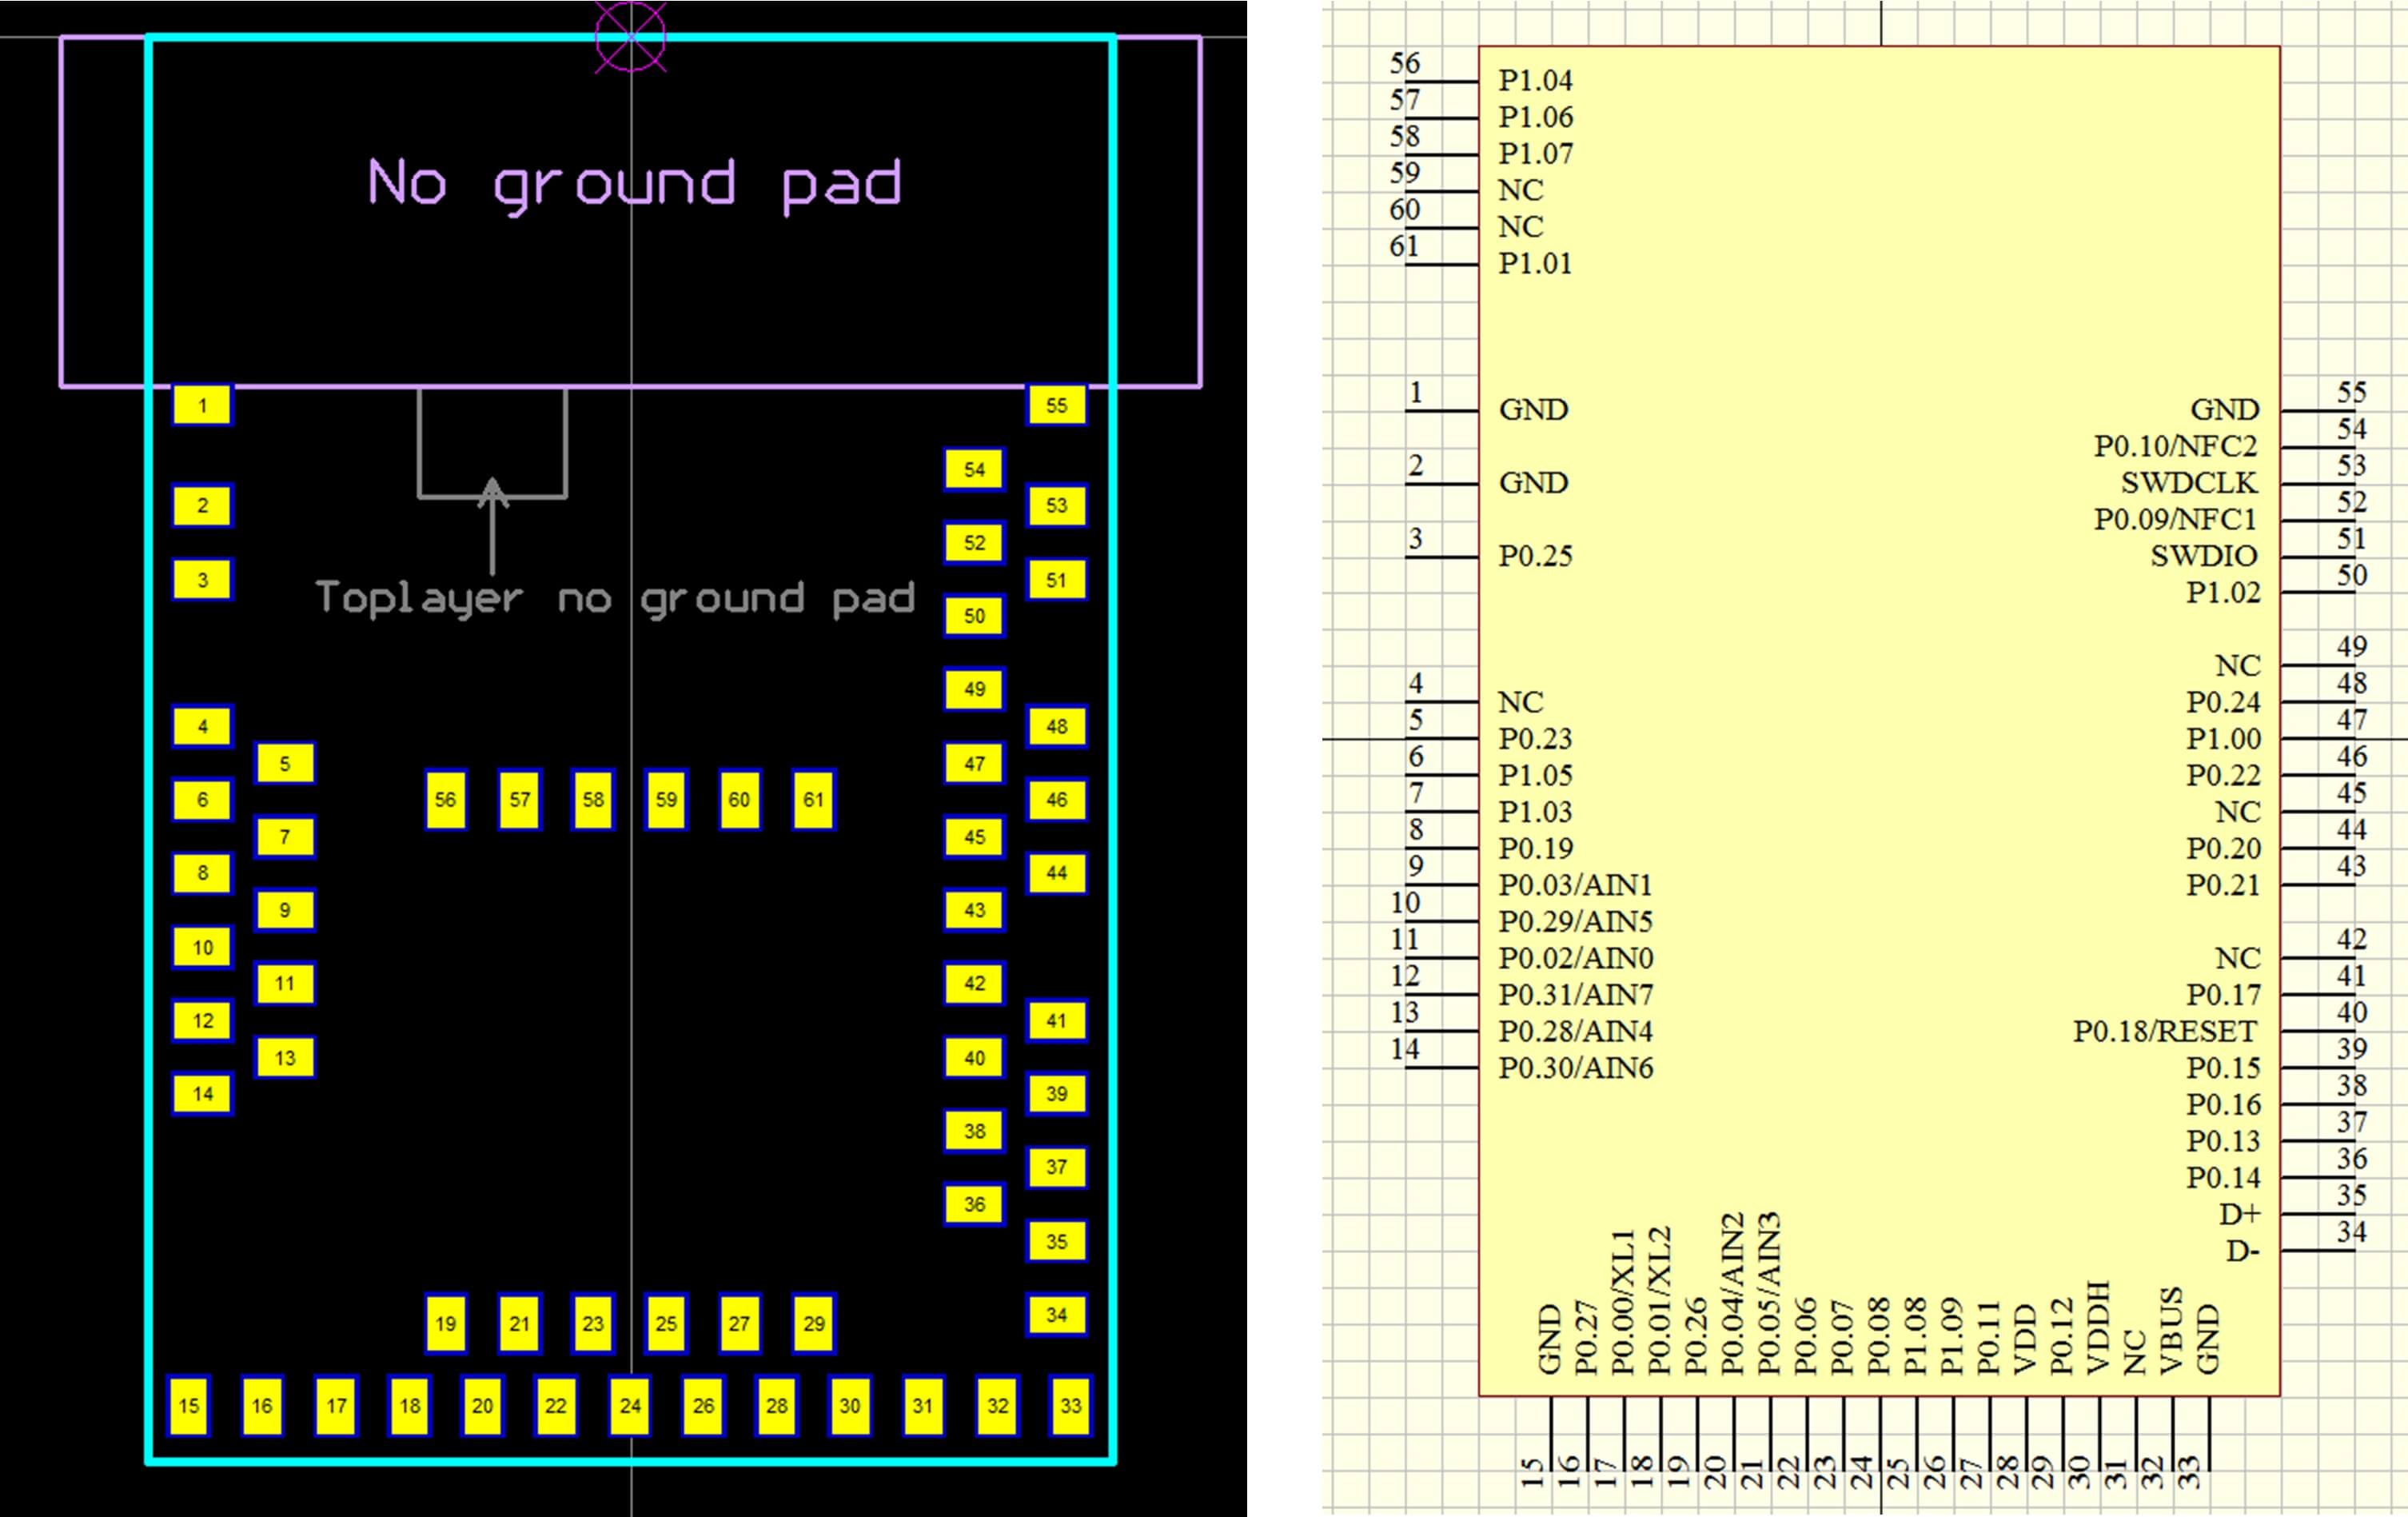 No ground pad
1
55
54
2
53
52
3
51
Toplayer no ground pad
50
49
4
48
5
47
6
56 57 58 59 60 61
46
7
45
8
44
9
43
10
11
42
12
41
13
40
14
39
38
37
36
35
34
19 21 23 25 27 29
15 16 17 18 20 22 24 26 28 30 31 32 33
56 P1.04
57 P1.06
58 P1.07
59 NC
60 NC
61 P1.01
1 GND
2 GND
3 P0.25
4 NC
5 P0.23
6 P1.05
7 P1.03
8 P0.19
9 P0.03/AIN1
10 P0.29/AIN5
11 P0.02/AIN0
12 P0.31/AIN7
13 P0.28/AIN4
14 P0.30/AIN6
GND 55
P0.10/NFC2 54
SWDCLK 53
P0.09/NFC1 52
SWDIO 51
P1.02 50
NC 49
P0.24 48
P1.00 47
P0.22 46
NC 45
P0.20 44
P0.21 43
NC 42
P0.17 41
P0.18/RESET 40
P0.15 39
P0.16 38
P0.13 37
P0.14 36
D+ 35
D- 34
15 GND
16 P0.27
17 P0.00/XL1
18 P0.01/XL2
19 P0.26
20 P0.04/AIN2
21 P0.05/AIN3
22 P0.06
23 P0.07
24 P0.08
25 P1.08
26 P1.09
27 P0.11
28 VDD
29 P0.12
30 VDDH
31 NC
32 VBUS
33 GND